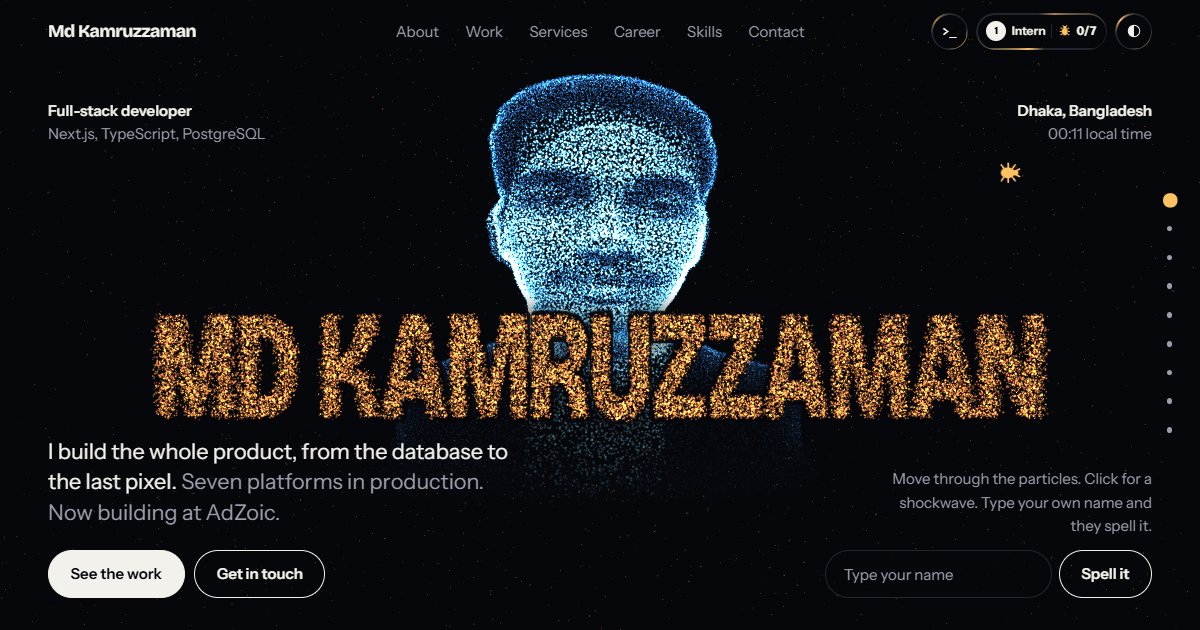 Md Kamruzzaman
About Work Services Career Skills Contact
>_ 1 Intern 0/7
Full-stack developer
Next.js, TypeScript, PostgreSQL
Dhaka, Bangladesh
00:11 local time
MD KAMRUZZAMAN
I build the whole product, from the database to
the last pixel. Seven platforms in production.
Now building at AdZoic.
See the work
Get in touch
Move through the particles. Click for a
shockwave. Type your own name and
they spell it.
Type your name
Spell it